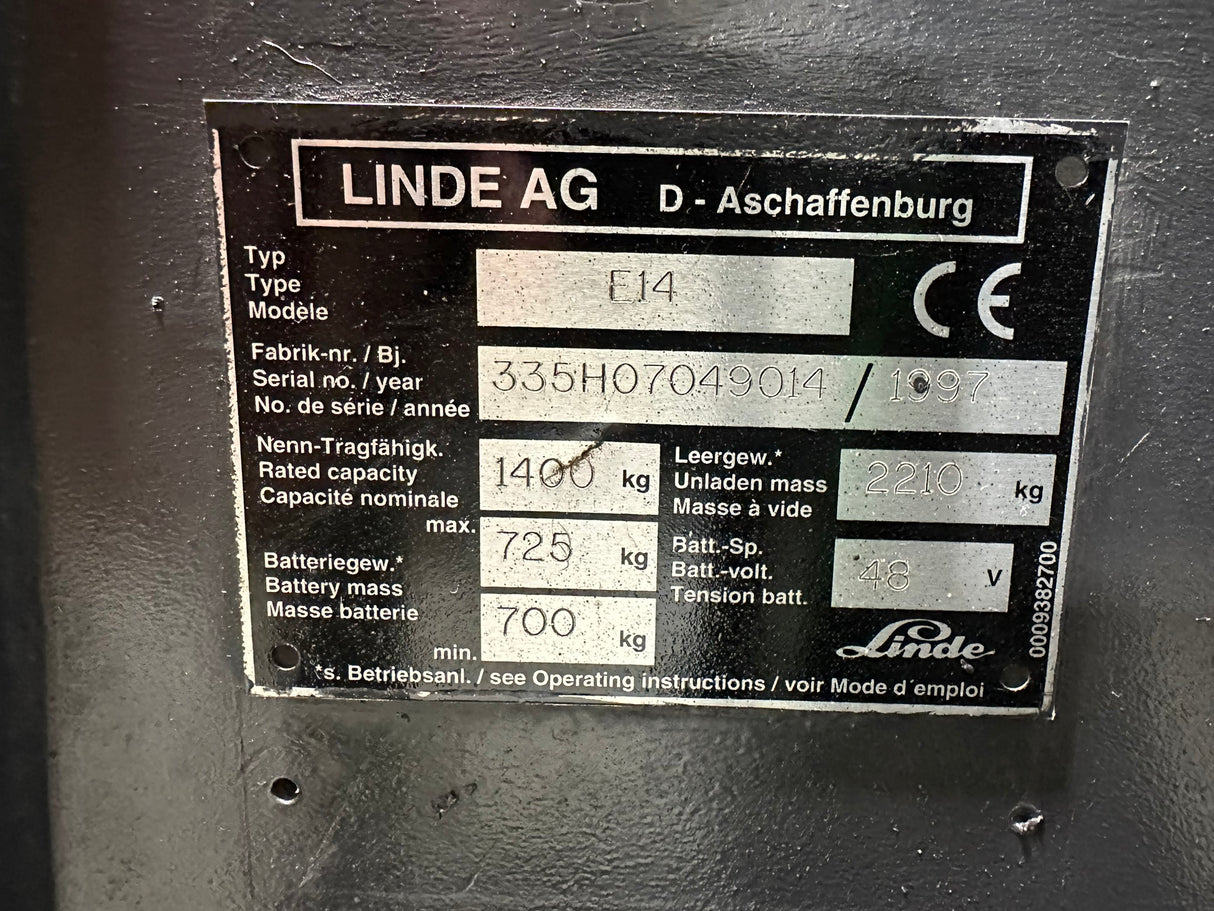 LINDE AG D - Aschaffenburg
Typ
Type
Modèle
E14
CE
Fabrik-nr. / Bj.
Serial no. / year
No. de série / année
335H07049014 / 1997
Nenn-Tragfähigk.
Rated capacity
Capacité nominale
1400 kg
Leergew.*
Unladen mass
Masse à vide
2210 kg
max.
725 kg
Batteriegew.*
Battery mass
Masse batterie
min.
700 kg
Batt.-Sp.
Batt.-volt.
Tension batt.
48 V
Linde
0009382700
*s. Betriebsanl. / see Operating instructions / voir Mode d´emploi